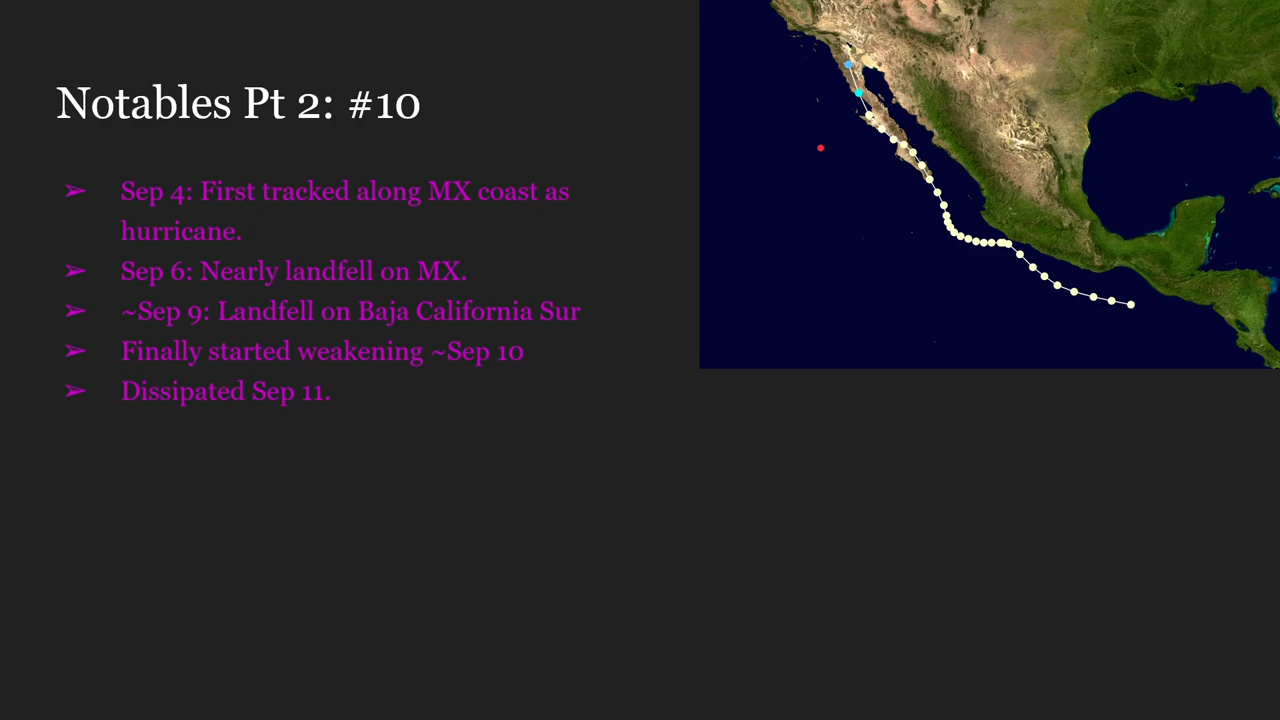 Notables Pt 2: #10
➢ Sep 4: First tracked along MX coast as
hurricane.
➢ Sep 6: Nearly landfell on MX.
➢ ~Sep 9: Landfell on Baja California Sur
➢ Finally started weakening ~Sep 10
➢ Dissipated Sep 11.